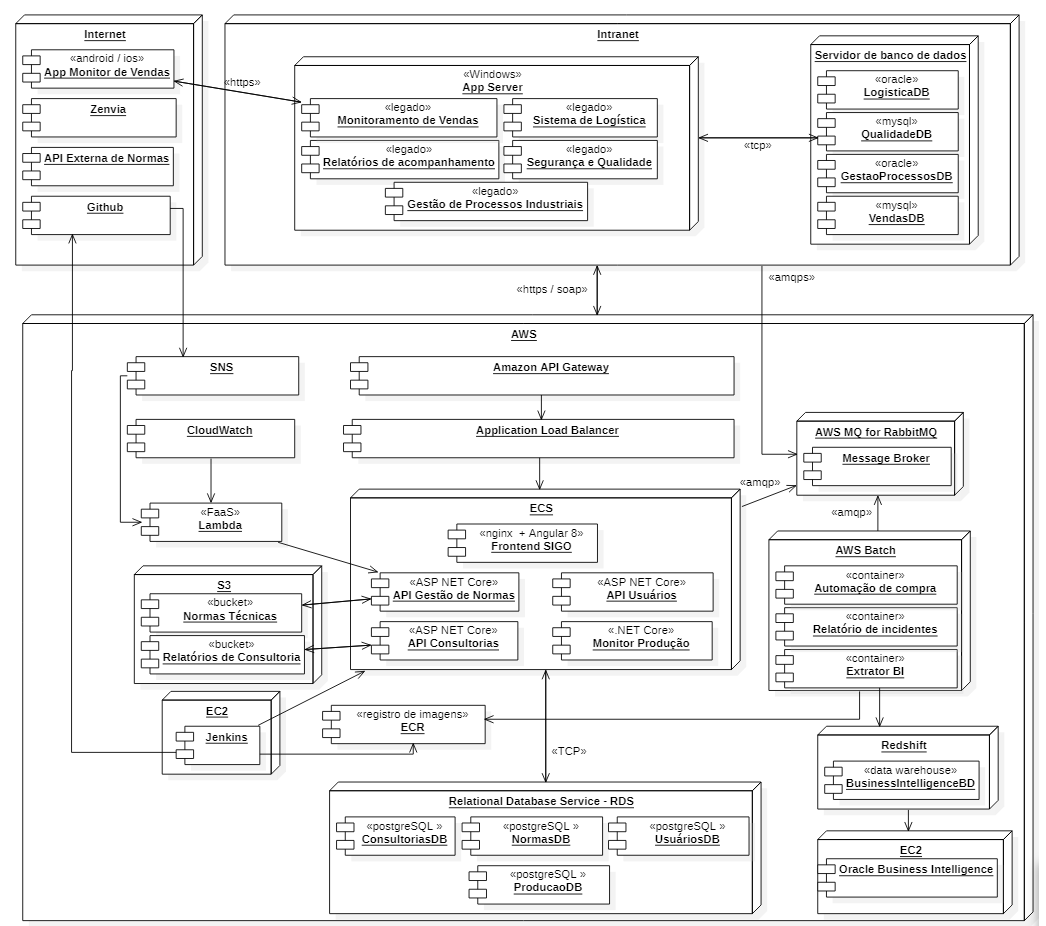 Internet
«android / ios»
App Monitor de Vendas
Zenvia
API Externa de Normas
Github
«https»
Intranet
«Windows»
App Server
«legado»
Monitoramento de Vendas
«legado»
Sistema de Logística
«legado»
Relatórios de acompanhamento
«legado»
Segurança e Qualidade
«legado»
Gestão de Processos Industriais
«tcp»
Servidor de banco de dados
«oracle»
LogisticaDB
«mysql»
QualidadeDB
«oracle»
GestaoProcessosDB
«mysql»
VendasDB
«https / soap»
«amqps»
AWS
SNS
Amazon API Gateway
CloudWatch
Application Load Balancer
AWS MQ for RabbitMQ
Message Broker
«amqp»
«amqp»
«FaaS»
Lambda
ECS
«nginx + Angular 8»
Frontend SIGO
«ASP NET Core»
API Gestão de Normas
«ASP NET Core»
API Usuários
«ASP NET Core»
API Consultorias
«.NET Core»
Monitor Produção
AWS Batch
«container»
Automação de compra
«container»
Relatório de incidentes
«container»
Extrator BI
S3
«bucket»
Normas Técnicas
«bucket»
Relatórios de Consultoria
EC2
Jenkins
«registro de imagens»
ECR
«TCP»
Redshift
«data warehouse»
BusinessIntelligenceBD
Relational Database Service - RDS
«postgreSQL »
ConsultoriasDB
«postgreSQL »
NormasDB
«postgreSQL »
UsuáriosDB
«postgreSQL »
ProducaoDB
EC2
Oracle Business Intelligence